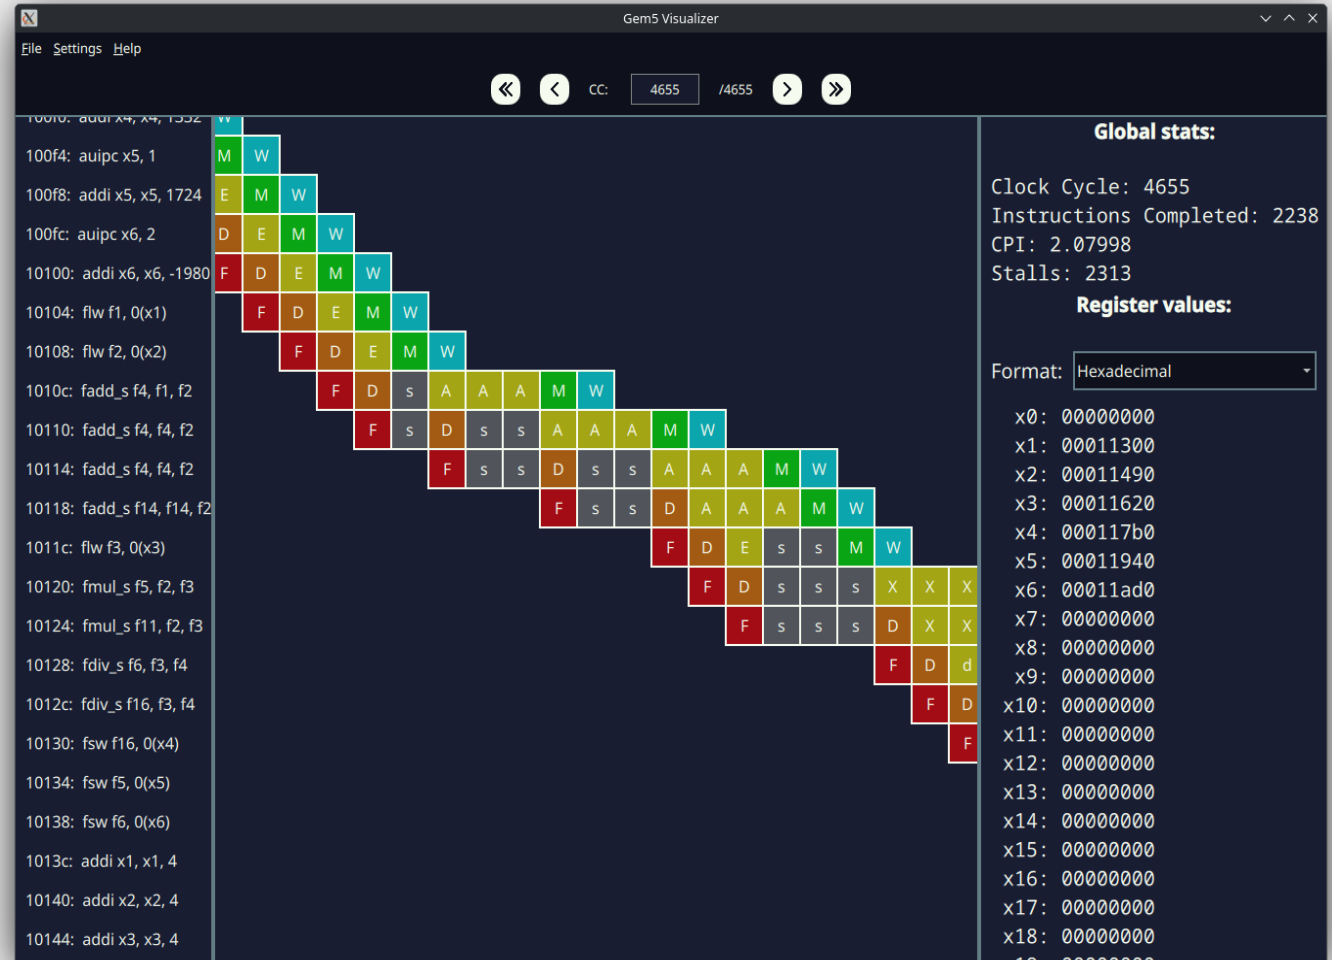 Gem5 Visualizer
File Settings Help
CC: 4655 /4655
100f0: addi x4, x4, 1332 W
100f4: auipc x5, 1 M W
100f8: addi x5, x5, 1724 E M W
100fc: auipc x6, 2 D E M W
10100: addi x6, x6, -1980 F D E M W
10104: flw f1, 0(x1) F D E M W
10108: flw f2, 0(x2) F D E M W
1010c: fadd_s f4, f1, f2 F D s A A A M W
10110: fadd_s f4, f4, f2 F s D s s A A A M W
10114: fadd_s f4, f4, f2 F s s D s s A A A M W
10118: fadd_s f14, f14, f2 F s s D A A A M W
1011c: flw f3, 0(x3) F D E s s M W
10120: fmul_s f5, f2, f3 F D s s s X X X
10124: fmul_s f11, f2, f3 F s s s D X X
10128: fdiv_s f6, f3, f4 F D d
1012c: fdiv_s f16, f3, f4 F D
10130: fsw f16, 0(x4) F
10134: fsw f5, 0(x5)
10138: fsw f6, 0(x6)
1013c: addi x1, x1, 4
10140: addi x2, x2, 4
10144: addi x3, x3, 4
Global stats:
Clock Cycle: 4655
Instructions Completed: 2238
CPI: 2.07998
Stalls: 2313
Register values:
Format: Hexadecimal
x0: 00000000
x1: 00011300
x2: 00011490
x3: 00011620
x4: 000117b0
x5: 00011940
x6: 00011ad0
x7: 00000000
x8: 00000000
x9: 00000000
x10: 00000000
x11: 00000000
x12: 00000000
x13: 00000000
x14: 00000000
x15: 00000000
x16: 00000000
x17: 00000000
x18: 00000000